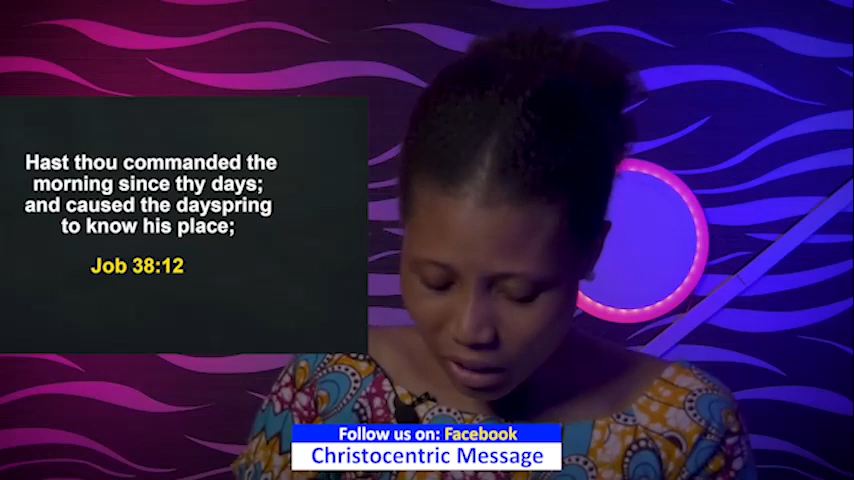 Hast thou commanded the
morning since thy days;
and caused the dayspring
to know his place;
Job 38:12
Follow us on: Facebook
Christocentric Message